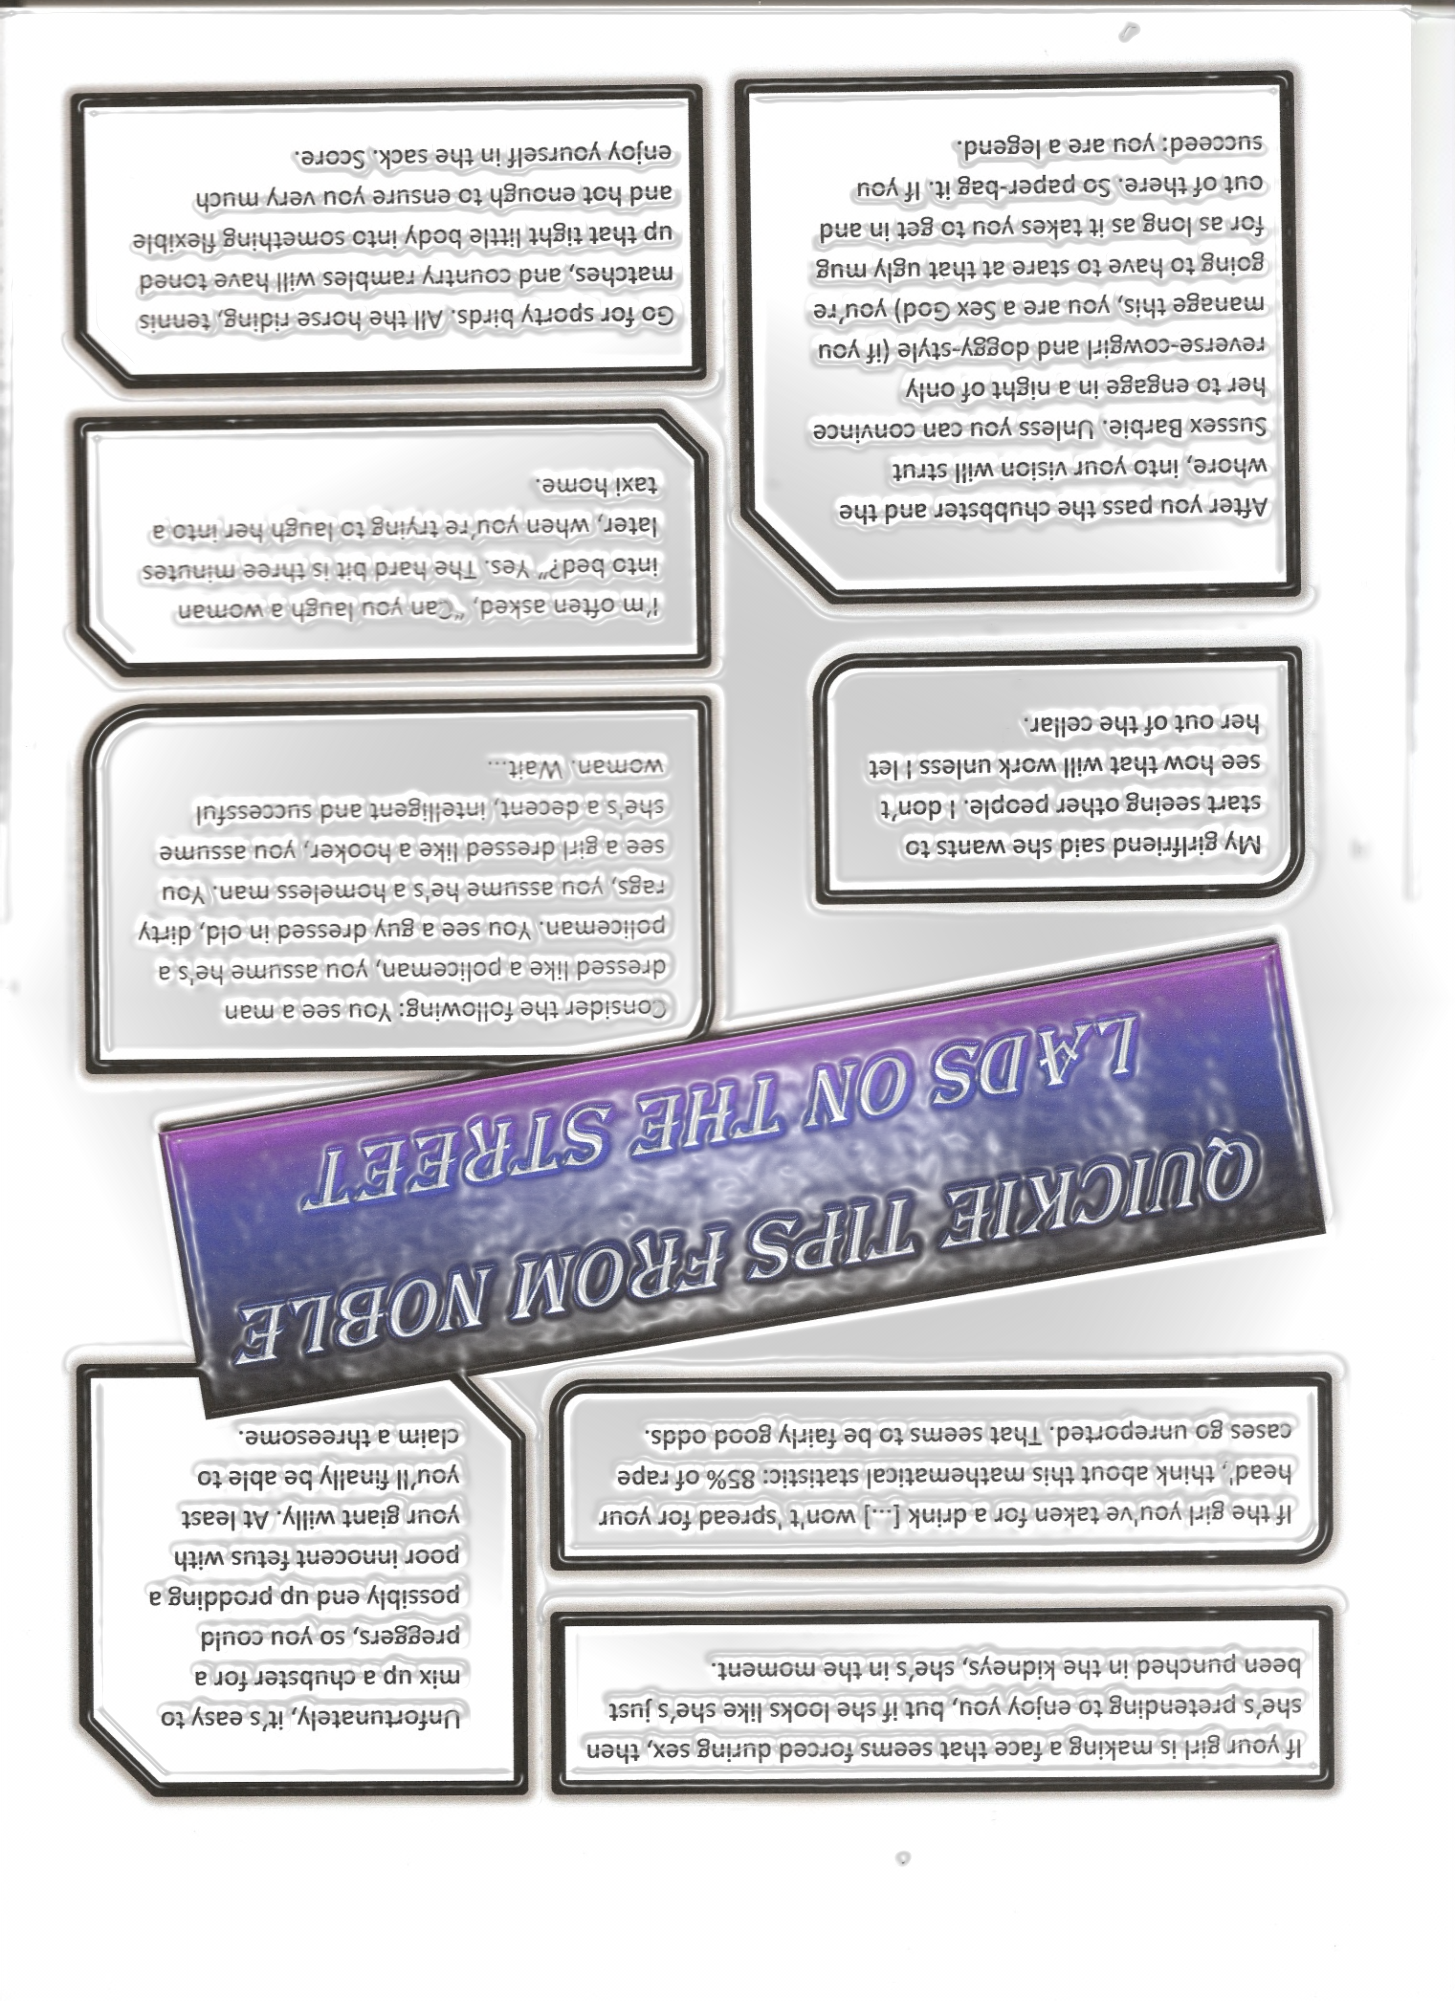 If your girl is making a face that seems forced during sex, then
she's pretending to enjoy you, but if she looks like she's just
been punched in the kidneys, she's in the moment.
If the girl you've taken for a drink [...] won't 'spread for your
head', think about this mathematical statistic: 85% of rape
cases go unreported. That seems to be fairly good odds.
Unfortunately, it's easy to
mix up a chubster for a
preggers, so you could
possibly end up prodding a
poor innocent fetus with
your giant willy. At least
you'll finally be able to
claim a threesome.
QUICKIE TIPS FROM NOBLE
LADS ON THE STREET
My girlfriend said she wants to
start seeing other people. I don't
see how that will work unless I let
her out of the cellar.
After you pass the chubbster and the
whore, into your vision will strut
Sussex Barbie. Unless you can convince
her to engage in a night of only
reverse-cowgirl and doggy-style (if you
manage this, you are a Sex God) you're
going to have to stare at that ugly mug
for as long as it takes you to get in and
out of there. So paper-bag it. If you
succeed: you are a legend.
Consider the following: You see a man
dressed like a policeman, you assume he's a
policeman. You see a guy dressed in old, dirty
rags, you assume he's a homeless man. You
see a girl dressed like a hooker, you assume
she's a decent, intelligent and successful
woman. Wait...
I'm often asked, "Can you laugh a woman
into bed?" Yes. The hard bit is three minutes
later, when you're trying to laugh her into a
taxi home.
Go for sporty birds. All the horse riding, tennis
matches, and country rambles will have toned
up that tight little body into something flexible
and hot enough to ensure you very much
enjoy yourself in the sack. Score.